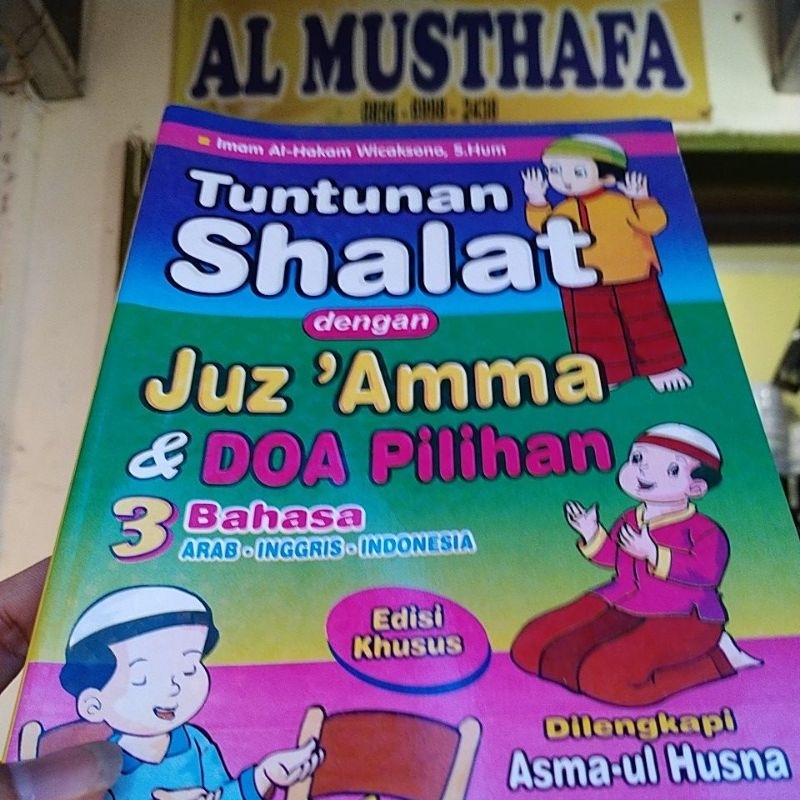 AL MUSTHAFA
Imam Al-Hakam Wicaksono, S.Hum
Tuntunan
Shalat
dengan
Juz 'Amma
& DOA Pilihan
3 Bahasa
ARAB - INGGRIS - INDONESIA
Edisi
Khusus
Dilengkapi
Asma-ul Husna